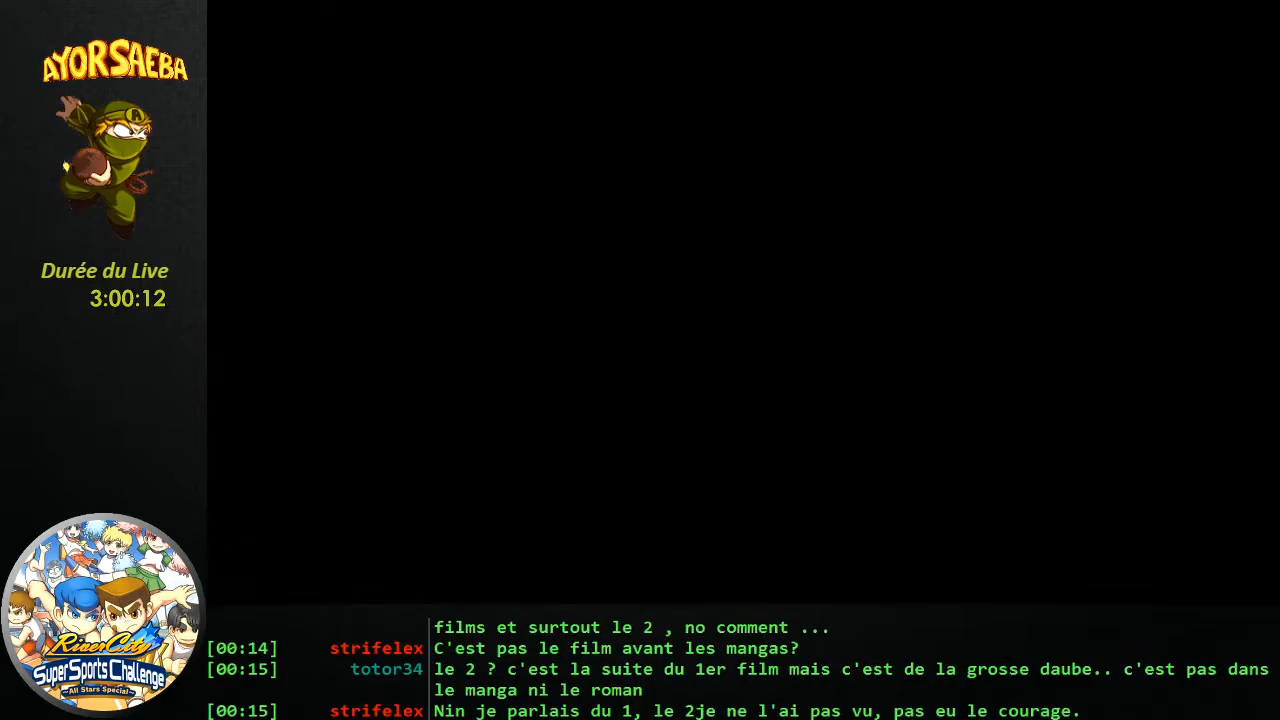 AYORSAEBA
A
Durée du Live
3:00:12
River City
Super Sports Challenge
~All Stars Special~
films et surtout le 2 , no comment ...
[00:14] strifelex C'est pas le film avant les mangas?
[00:15] totor34 le 2 ? c'est la suite du 1er film mais c'est de la grosse daube.. c'est pas dans
le manga ni le roman
[00:15] strifelex Nin je parlais du 1, le 2je ne l'ai pas vu, pas eu le courage.